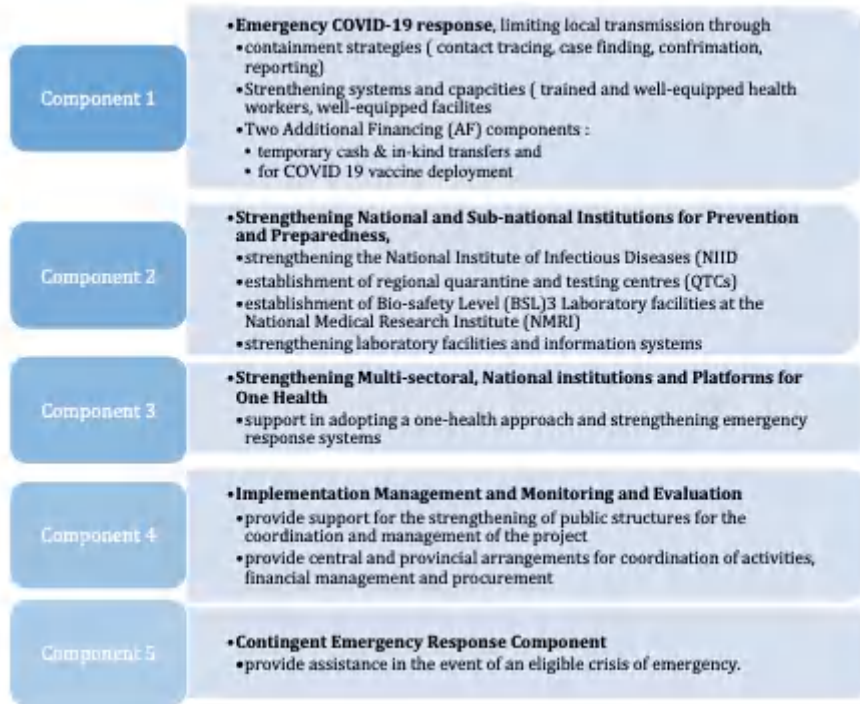 Component 1
•Emergency COVID-19 response, limiting local transmission through
•containment strategies ( contact tracing, case finding, confrimation,
reporting)
•Strenthening systems and cpapcities ( trained and well-equipped health
workers, well-equipped facilites
•Two Additional Financing (AF) components :
• temporary cash & in-kind transfers and
• for COVID 19 vaccine deployment
Component 2
•Strengthening National and Sub-national Institutions for Prevention
and Preparedness,
•strengthening the National Institute of Infectious Diseases (NIID
•establishment of regional quarantine and testing centres (QTCs)
•establishment of Bio-safety Level (BSL)3 Laboratory facilities at the
National Medical Research Institute (NMRI)
•strengthening laboratory facilities and information systems
Component 3
•Strengthening Multi-sectoral, National institutions and Platforms for
One Health
•support in adopting a one-health approach and strengthening emergency
response systems
Component 4
•Implementation Management and Monitoring and Evaluation
•provide support for the strengthening of public structures for the
coordination and management of the project
•provide central and provincial arrangements for coordination of activities,
financial management and procurement
Component 5
•Contingent Emergency Response Component
•provide assistance in the event of an eligible crisis of emergency.